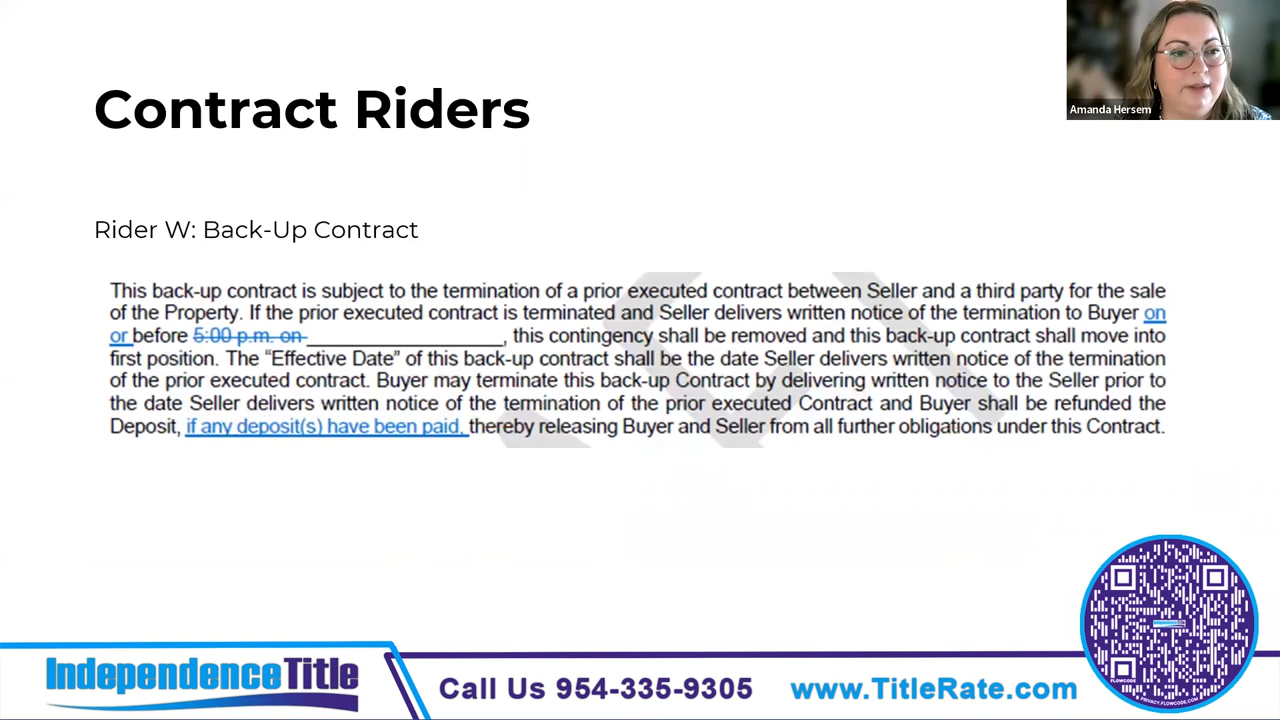 Contract Riders
Amanda Hersem
Rider W: Back-Up Contract
This back-up contract is subject to the termination of a prior executed contract between Seller and a third party for the sale
of the Property. If the prior executed contract is terminated and Seller delivers written notice of the termination to Buyer on
or before 5:00 p.m. on ____________________, this contingency shall be removed and this back-up contract shall move into
first position. The “Effective Date” of this back-up contract shall be the date Seller delivers written notice of the termination
of the prior executed contract. Buyer may terminate this back-up Contract by delivering written notice to the Seller prior to
the date Seller delivers written notice of the termination of the prior executed Contract and Buyer shall be refunded the
Deposit, if any deposit(s) have been paid, thereby releasing Buyer and Seller from all further obligations under this Contract.
IndependenceTitle
Call Us 954-335-9305
www.TitleRate.com
IndependenceTitle
FLOWCODE
PRIVACY.FLOWCODE.COM